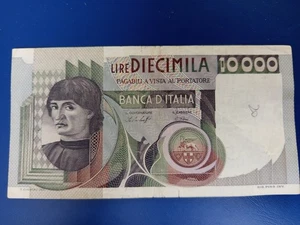 LIRE DIECIMILA 10000
PAGABILI A VISTA AL PORTATORE
BANCA D'ITALIA